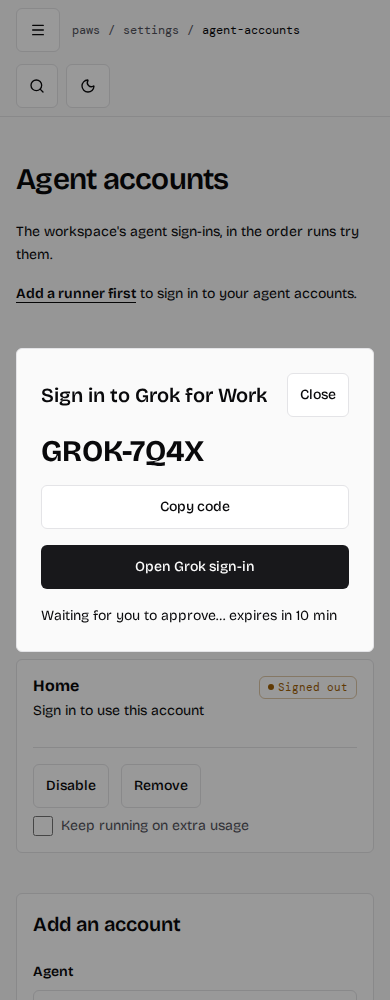 paws / settings / agent-accounts
Agent accounts
The workspace's agent sign-ins, in the order runs try
them.
Add a runner first to sign in to your agent accounts.
Sign in to Grok for Work
Close
GROK-7Q4X
Copy code
Open Grok sign-in
Waiting for you to approve... expires in 10 min
Home
Signed out
Sign in to use this account
Disable
Remove
Keep running on extra usage
Add an account
Agent